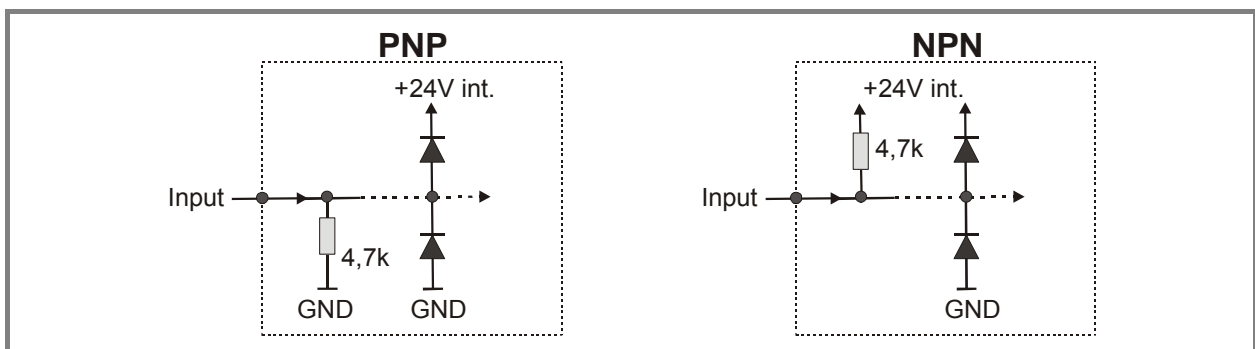 PNP
+24V int.
Input
4,7k
GND
GND
NPN
+24V int.
4,7k
Input
GND